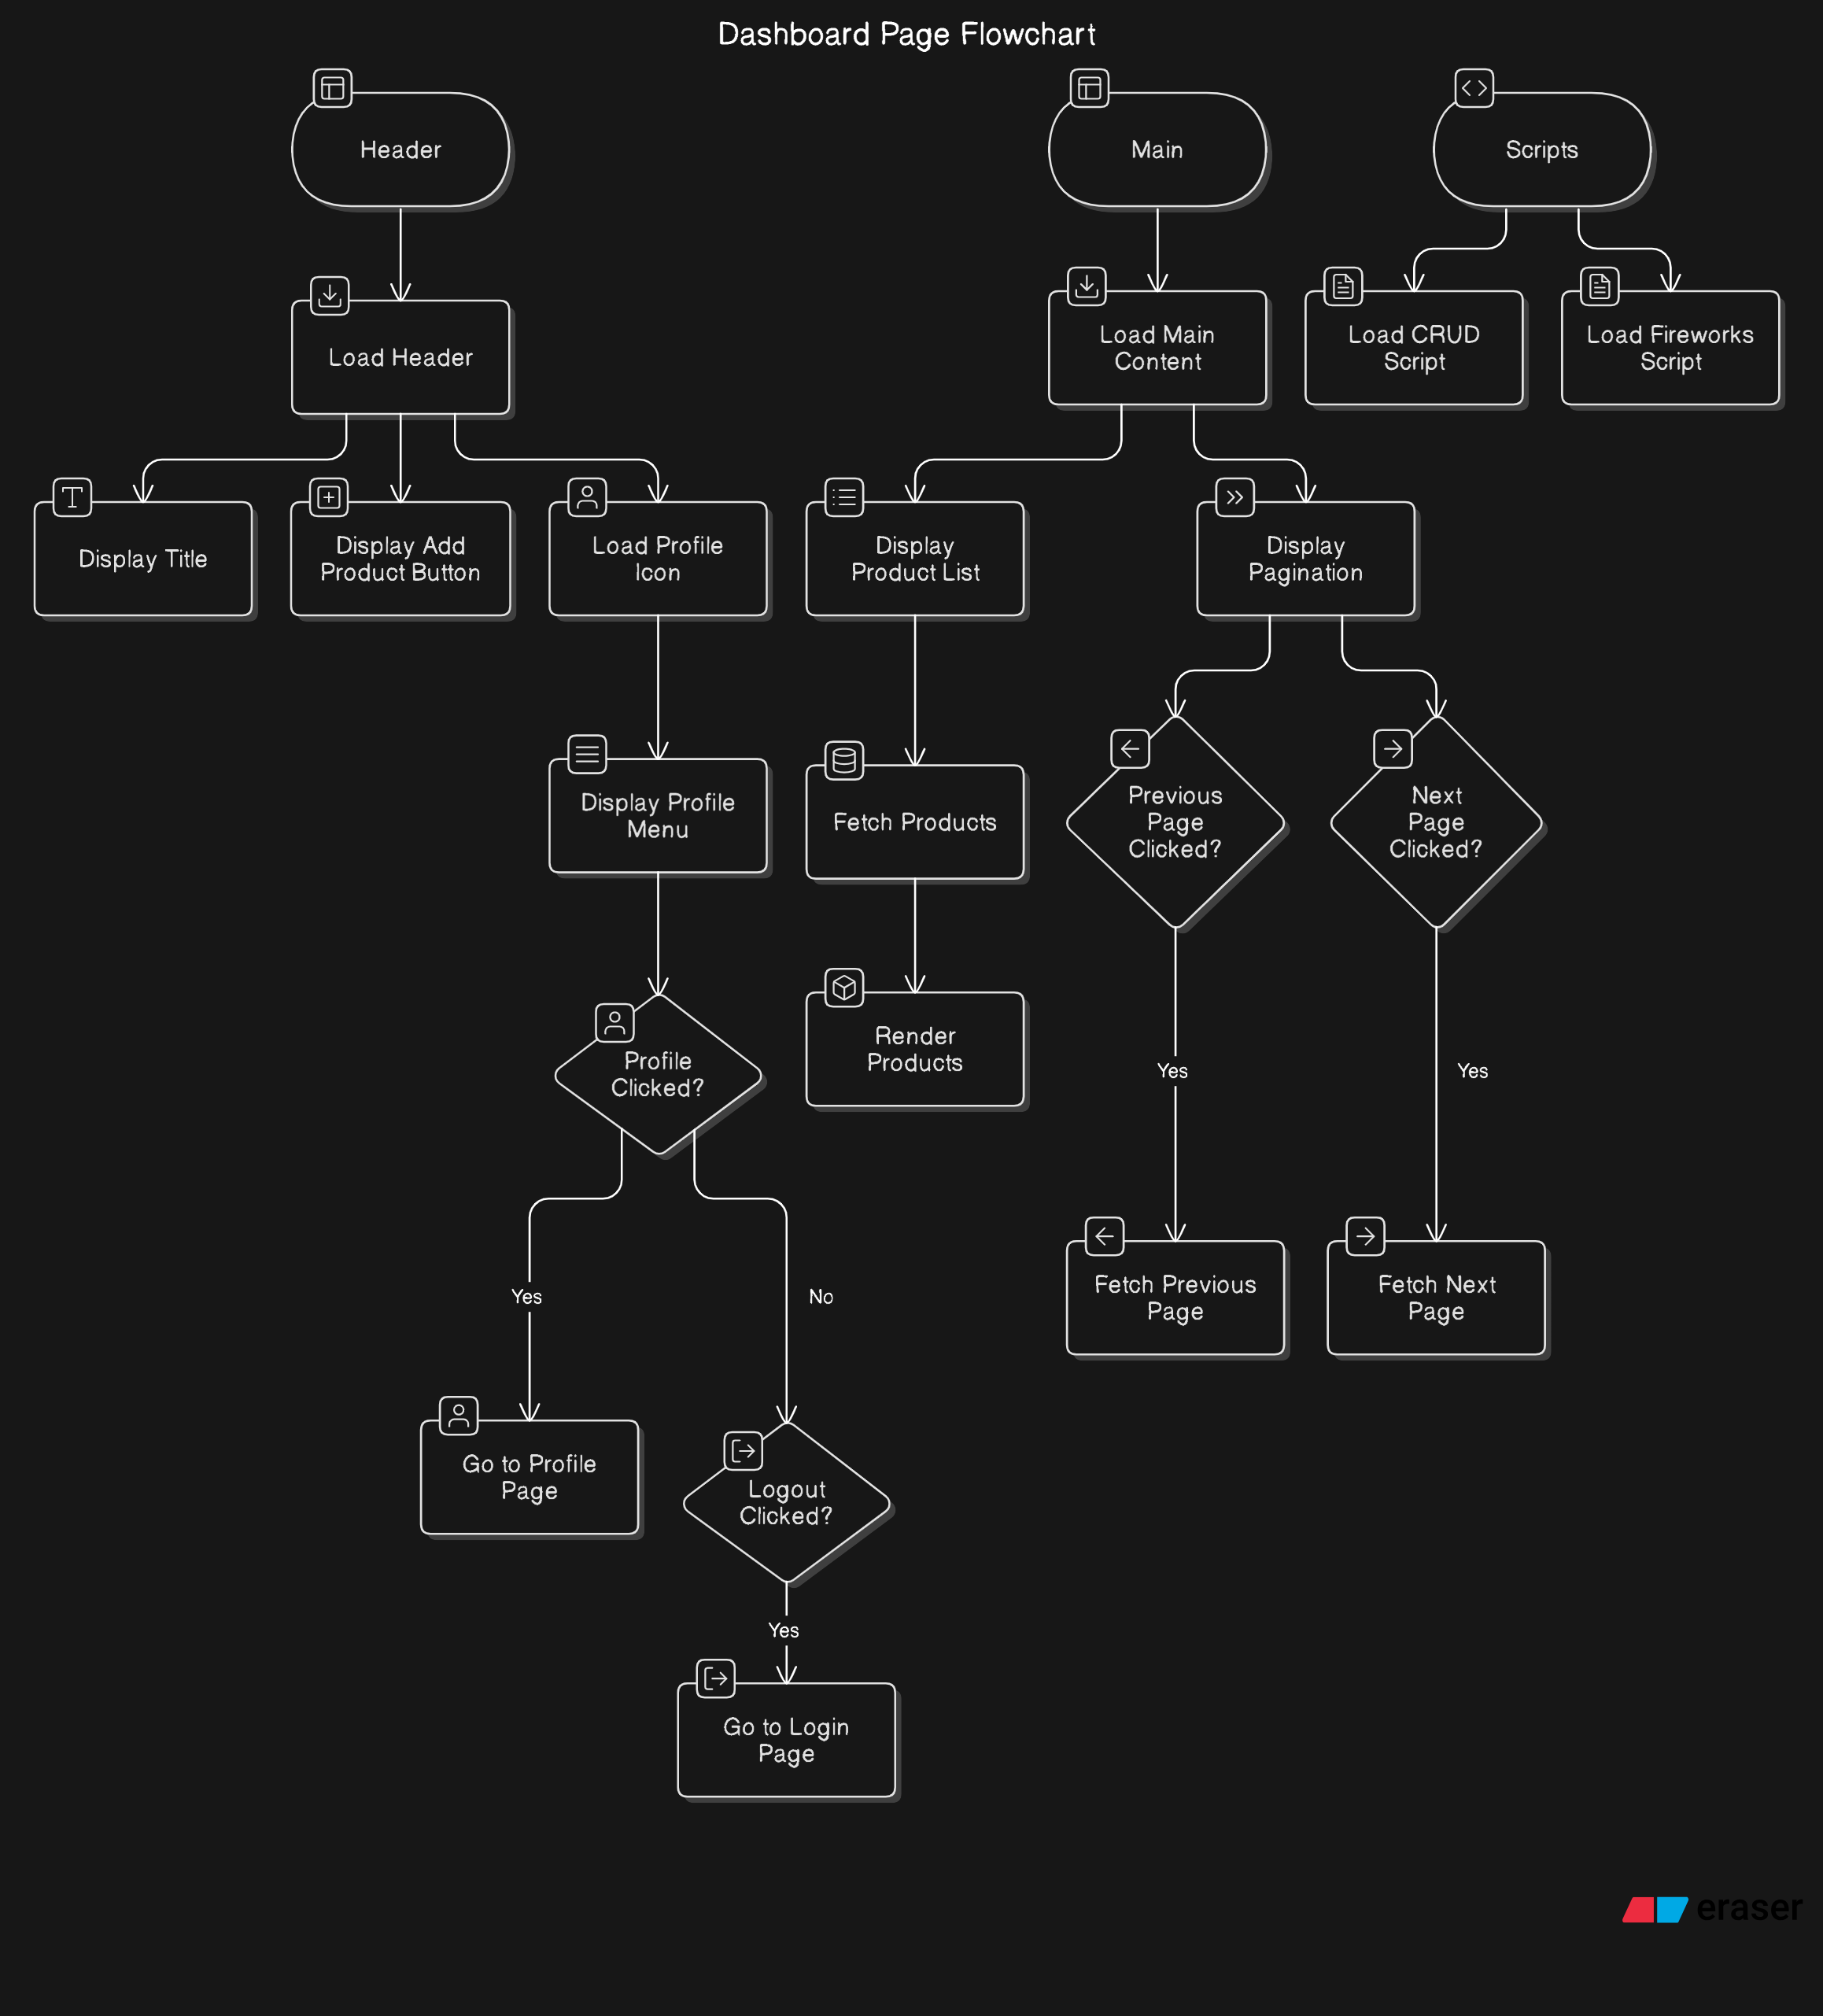 Dashboard Page Flowchart
Header
Main
Scripts
Load Header
Load Main
Content
Load CRUD
Script
Load Fireworks
Script
Display Title
Display Add
Product Button
Load Profile
Icon
Display
Product List
Display
Pagination
Display Profile
Menu
Fetch Products
Previous
Page
Clicked?
Next
Page
Clicked?
Profile
Clicked?
Render
Products
Yes
Yes
Yes
No
Fetch Previous
Page
Fetch Next
Page
Go to Profile
Page
Logout
Clicked?
Yes
Go to Login
Page
eraser